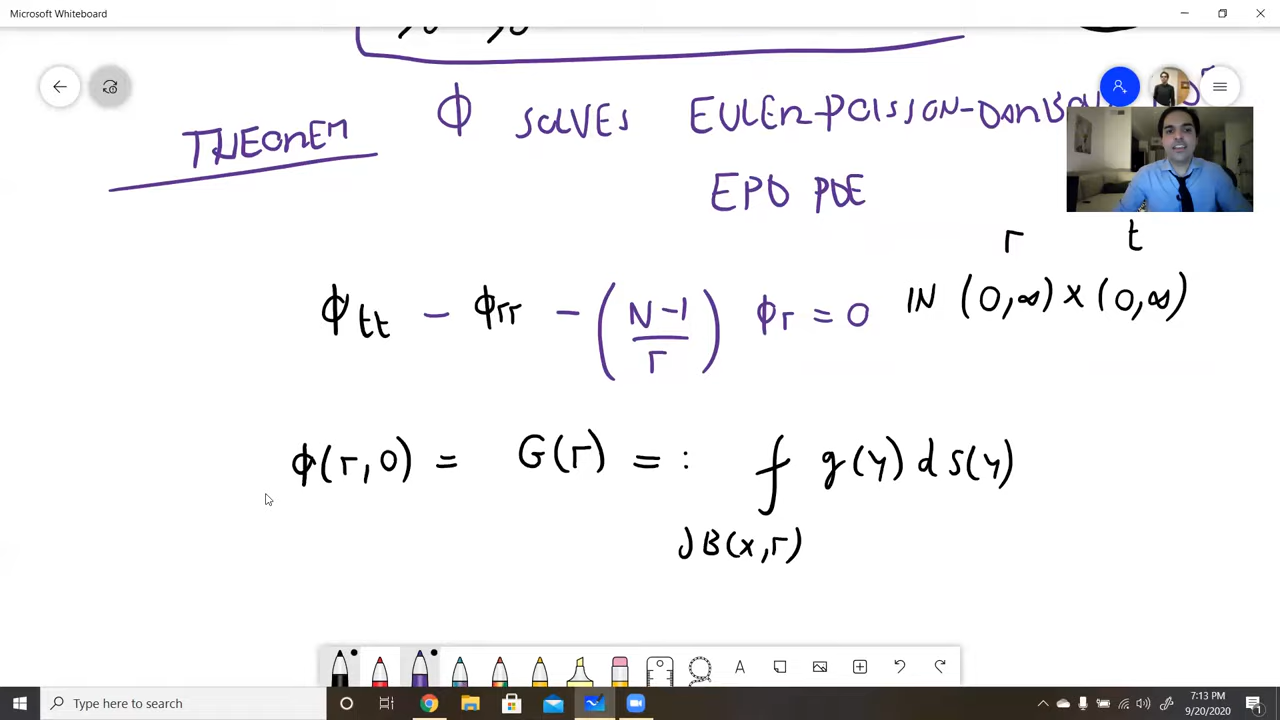 Microsoft Whiteboard
THEOREM ϕ SOLVES EULER-POISSON-DARBOUX
EPD PDE
r t
ϕtt - ϕrr - (N-1/r) ϕr = 0 IN (0,∞) x (0,∞)
ϕ(r,0) = G(r) =: ⨍ g(y) dS(y)
∂B(x,r)
Type here to search
7:13 PM
9/20/2020